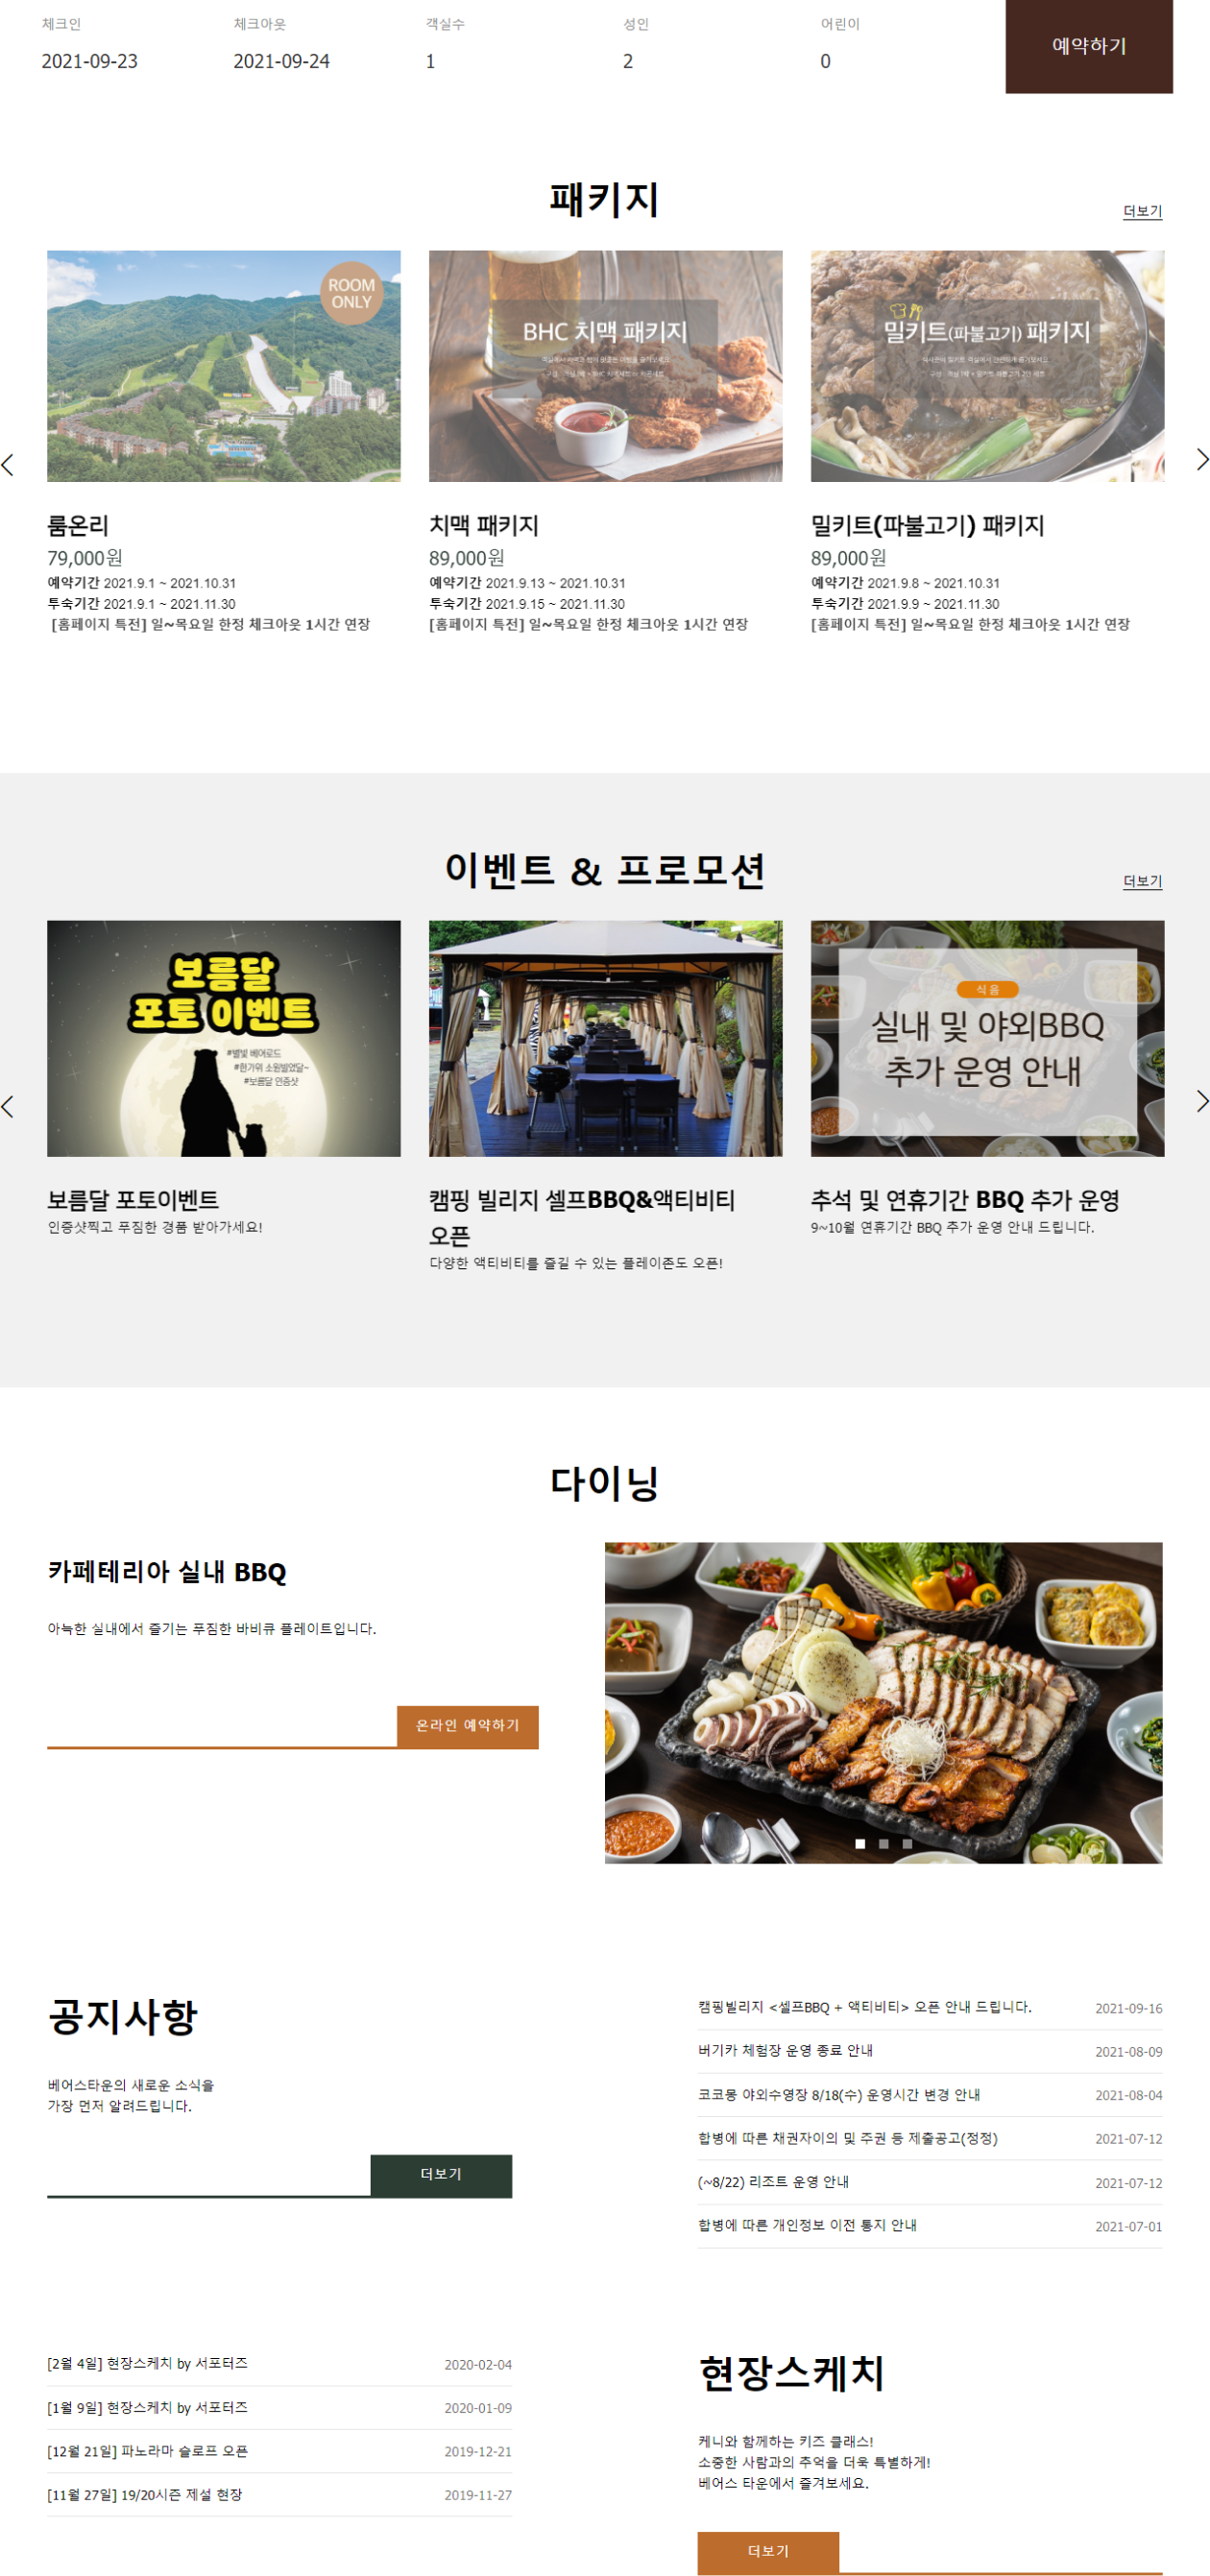 체크인
체크아웃
객실수
성인
어린이
2021-09-23
2021-09-24
1
2
0
예약하기
패키지
더보기
ROOM
ONLY
BHC 치맥 패키지
밀키트(파불고기) 패키지
룸온리
79,000원
예약기간 2021.9.1 ~ 2021.10.31
투숙기간 2021.9.1 ~ 2021.11.30
[홈페이지 특전] 일~목요일 한정 체크아웃 1시간 연장
치맥 패키지
89,000원
예약기간 2021.9.13 ~ 2021.10.31
투숙기간 2021.9.15 ~ 2021.11.30
[홈페이지 특전] 일~목요일 한정 체크아웃 1시간 연장
밀키트(파불고기) 패키지
89,000원
예약기간 2021.9.8 ~ 2021.10.31
투숙기간 2021.9.9 ~ 2021.11.30
[홈페이지 특전] 일~목요일 한정 체크아웃 1시간 연장
이벤트 & 프로모션
더보기
보름달
포토 이벤트
#별빛 베어로드
#한가위 소원빌었달~
#보름달 인증샷
식음
실내 및 야외BBQ
추가 운영 안내
보름달 포토이벤트
인증샷찍고 푸짐한 경품 받아가세요!
캠핑 빌리지 셀프BBQ&액티비티
오픈
다양한 액티비티를 즐길 수 있는 플레이존도 오픈!
추석 및 연휴기간 BBQ 추가 운영
9~10월 연휴기간 BBQ 추가 운영 안내 드립니다.
다이닝
카페테리아 실내 BBQ
아늑한 실내에서 즐기는 푸짐한 바비큐 플레이트입니다.
온라인 예약하기
공지사항
베어스타운의 새로운 소식을
가장 먼저 알려드립니다.
더보기
캠핑빌리지 <셀프BBQ + 액티비티> 오픈 안내 드립니다. 2021-09-16
버기카 체험장 운영 종료 안내 2021-08-09
코코몽 야외수영장 8/18(수) 운영시간 변경 안내 2021-08-04
합병에 따른 채권자이의 및 주권 등 제출공고(정정) 2021-07-12
(~8/22) 리조트 운영 안내 2021-07-12
합병에 따른 개인정보 이전 통지 안내 2021-07-01
[2월 4일] 현장스케치 by 서포터즈 2020-02-04
[1월 9일] 현장스케치 by 서포터즈 2020-01-09
[12월 21일] 파노라마 슬로프 오픈 2019-12-21
[11월 27일] 19/20시즌 제설 현장 2019-11-27
현장스케치
케니와 함께하는 키즈 클래스!
소중한 사람과의 추억을 더욱 특별하게!
베어스 타운에서 즐겨보세요.
더보기